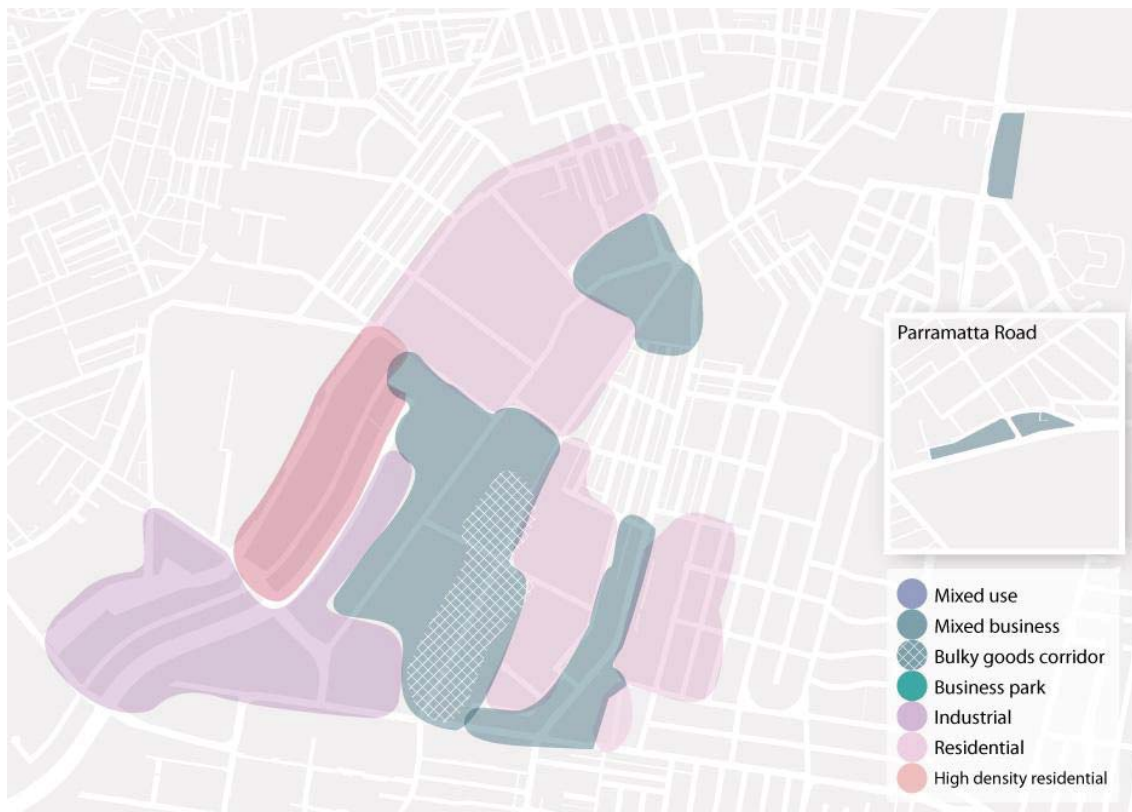 Parramatta Road
Mixed use
Mixed business
Bulky goods corridor
Business park
Industrial
Residential
High density residential